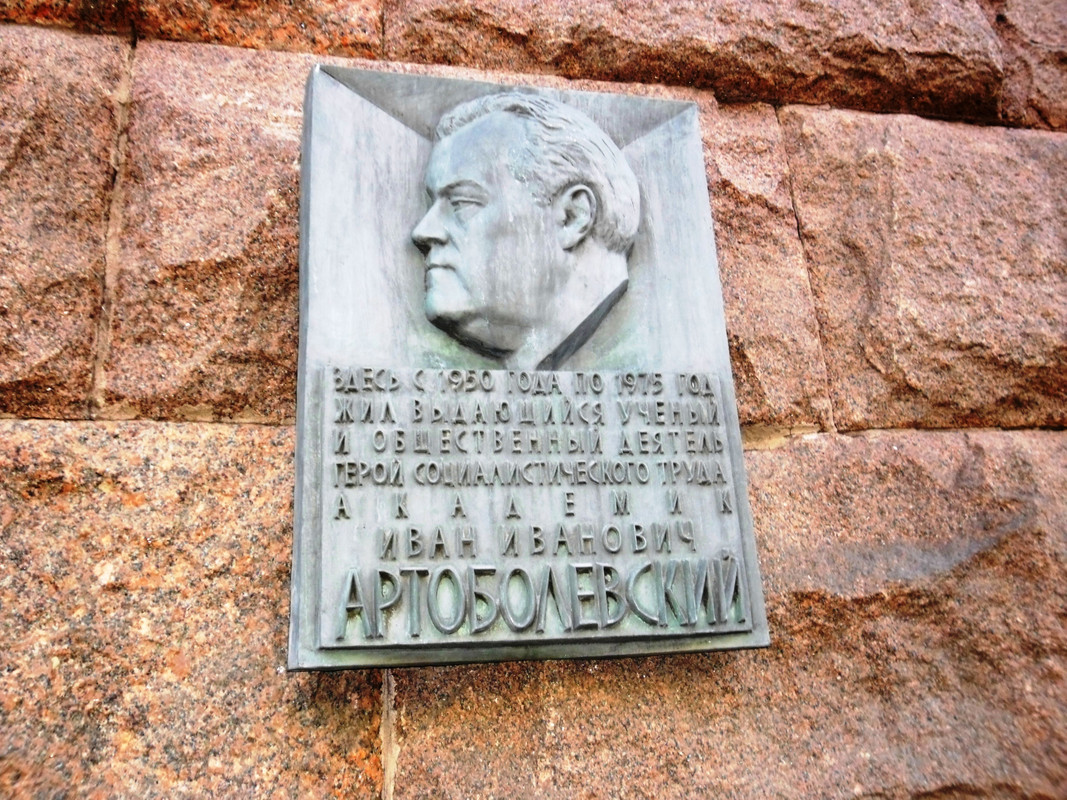 ЗДЕСЬ С 1950 ГОДА ПО 1975 ГОД
ЖИЛ ВЫДАЮЩИЙСЯ УЧЕНЫЙ
И ОБЩЕСТВЕННЫЙ ДЕЯТЕЛЬ
ГЕРОЙ СОЦИАЛИСТИЧЕСКОГО ТРУДА
АКАДЕМИК
ИВАН ИВАНОВИЧ
АРТОБОЛЕВСКИЙ